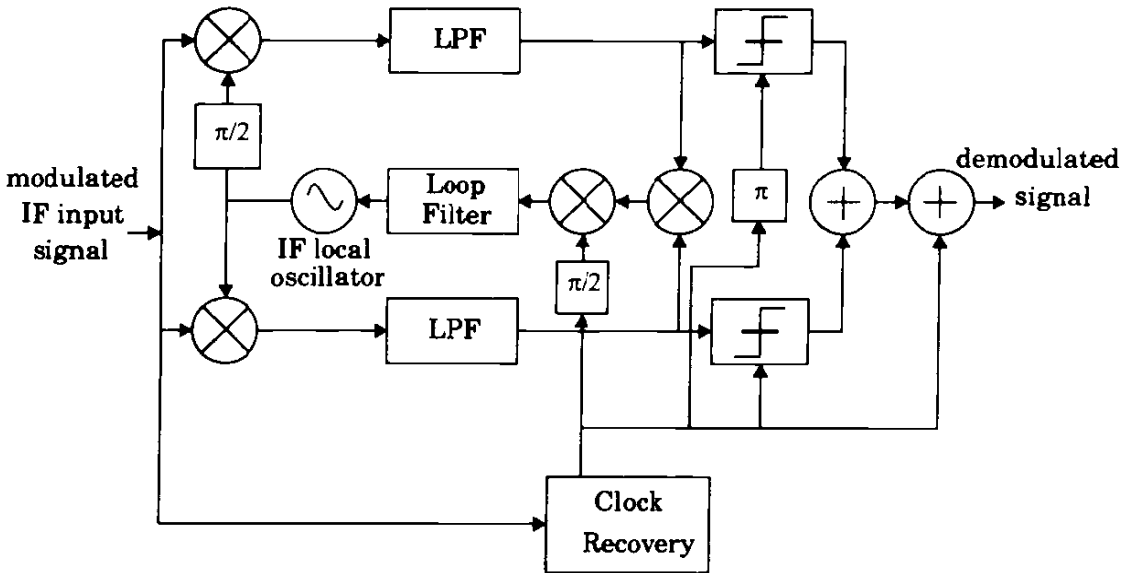 LPF
π/2
modulated
IF input
signal
Loop
Filter
IF local
oscillator
π
demodulated
signal
π/2
LPF
Clock
Recovery